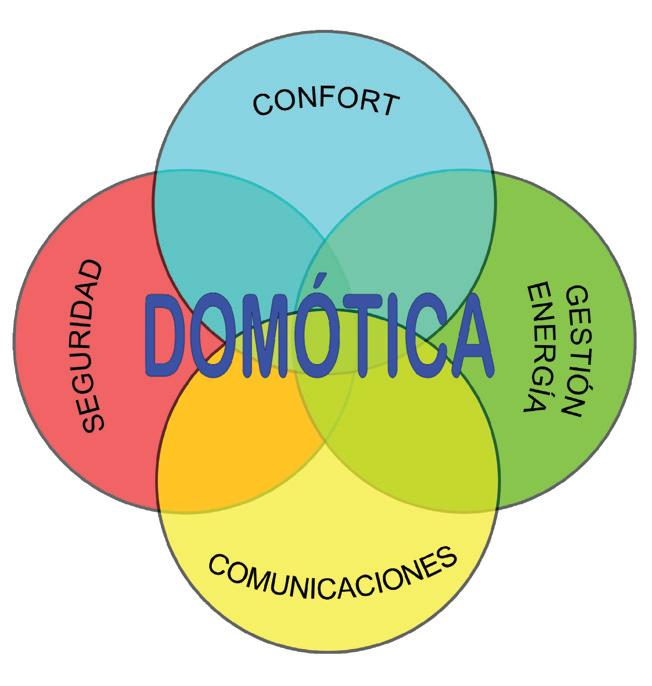 CONFORT
SEGURIDAD
DOMÓTICA
GESTIÓN
ENERGÍA
COMUNICACIONES